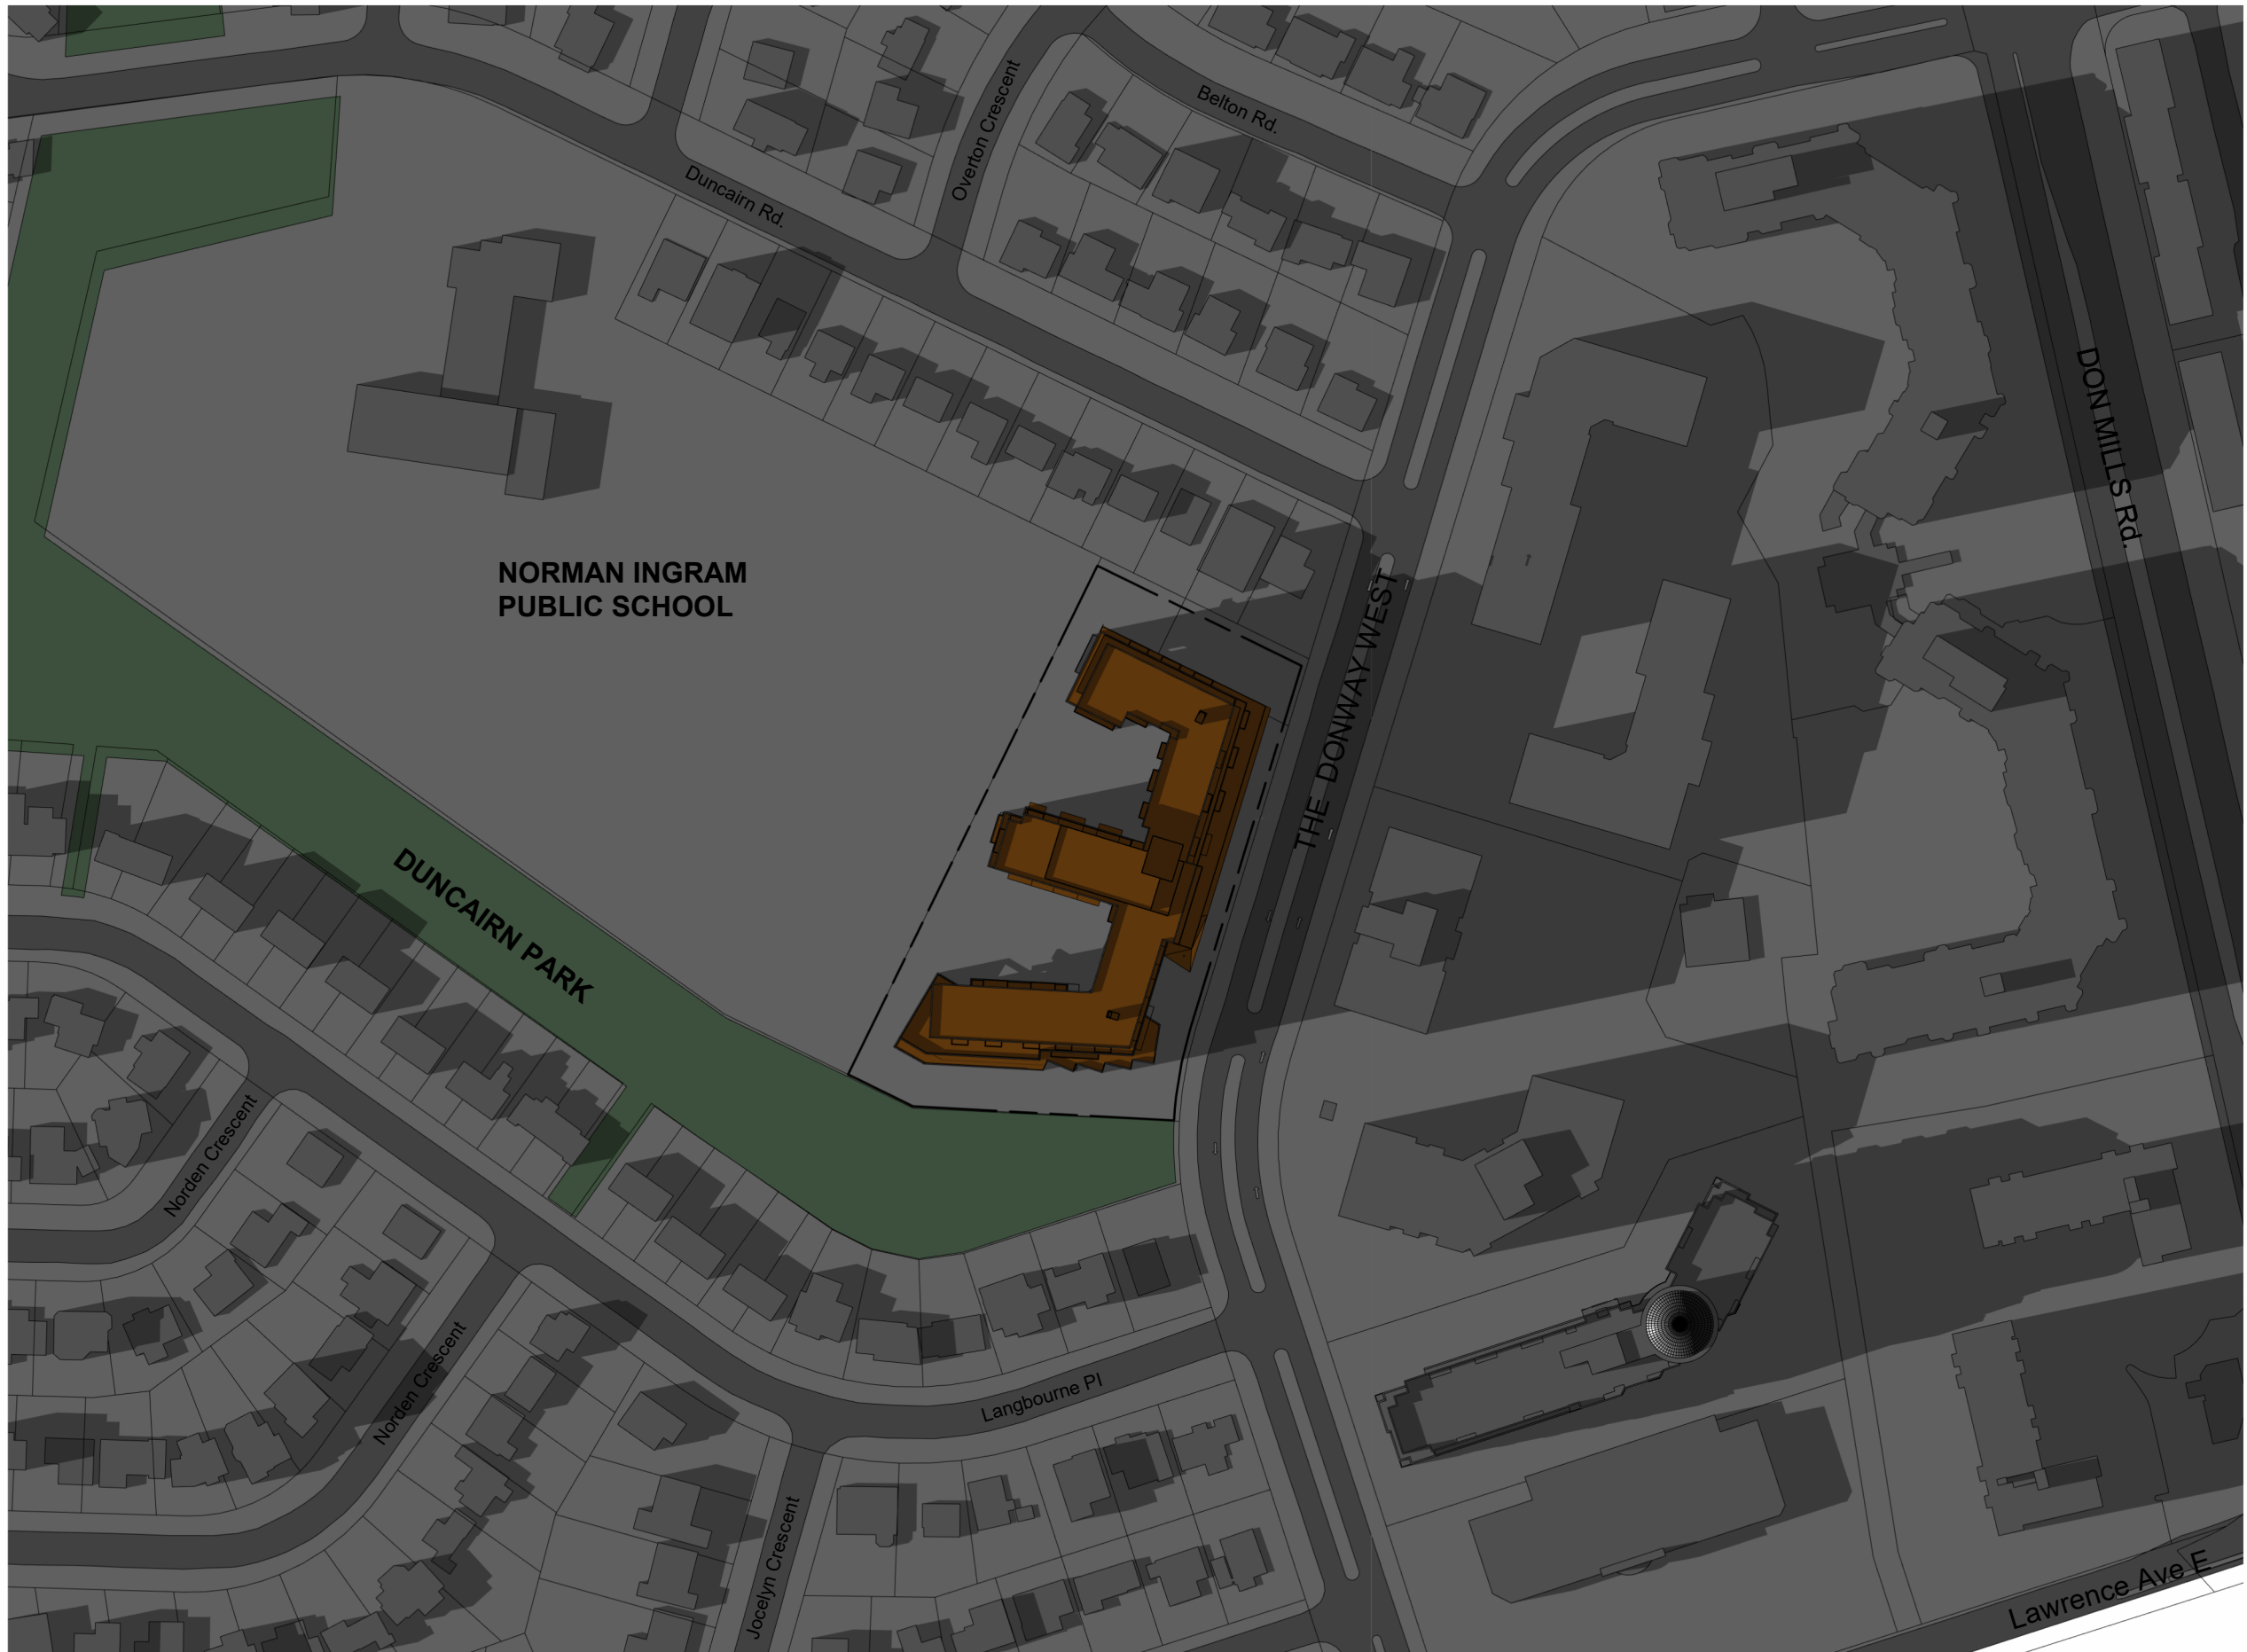 Belton Rd.
Overton Crescent
Duncairn Rd.
DON MILLS Rd.
NORMAN INGRAM
PUBLIC SCHOOL
THE DONWAY WEST
DUNCAIRN PARK
Norden Crescent
Norden Crescent
Langbourne Pl
Jocelyn Crescent
Lawrence Ave E